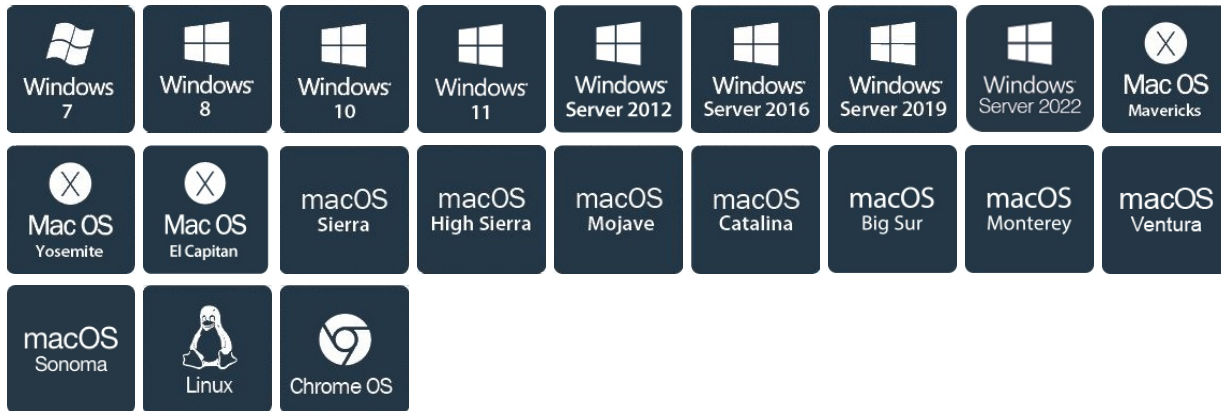 Windows
7
Windows
8
Windows
10
Windows
11
Windows
Server 2012
Windows
Server 2016
Windows
Server 2019
Windows
Server 2022
Mac OS
Mavericks
Mac OS
Yosemite
Mac OS
El Capitan
macOS
Sierra
macOS
High Sierra
macOS
Mojave
macOS
Catalina
macOS
Big Sur
macOS
Monterey
macOS
Ventura
macOS
Sonoma
Linux
Chrome OS